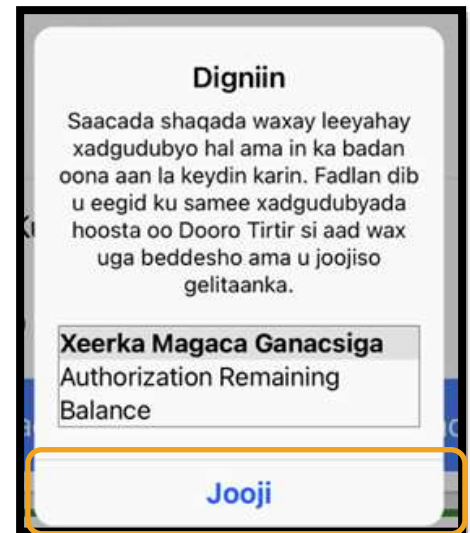 Digniin
Saacada shaqada waxay leeyahay
xadgudubyo hal ama in ka badan
oona aan la keydin karin. Fadlan dib
u eegid ku samee xadgudubyada
hoosta oo Dooro Tirtir si aad wax
uga beddesho ama u joojiso
gelitaanka.
Xeerka Magaca Ganacsiga
Authorization Remaining
Balance
Jooji